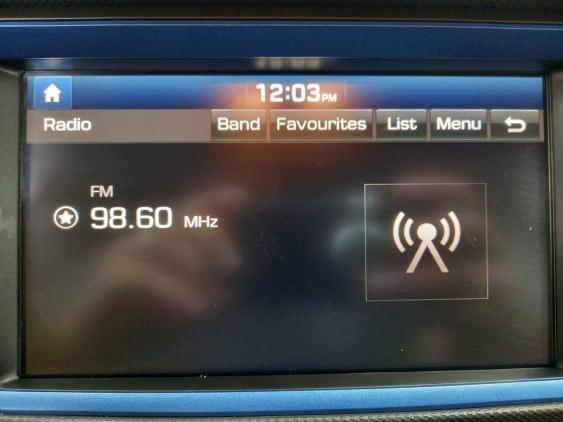 12:03PM
Radio Band Favourites List Menu
FM
98.60 MHz